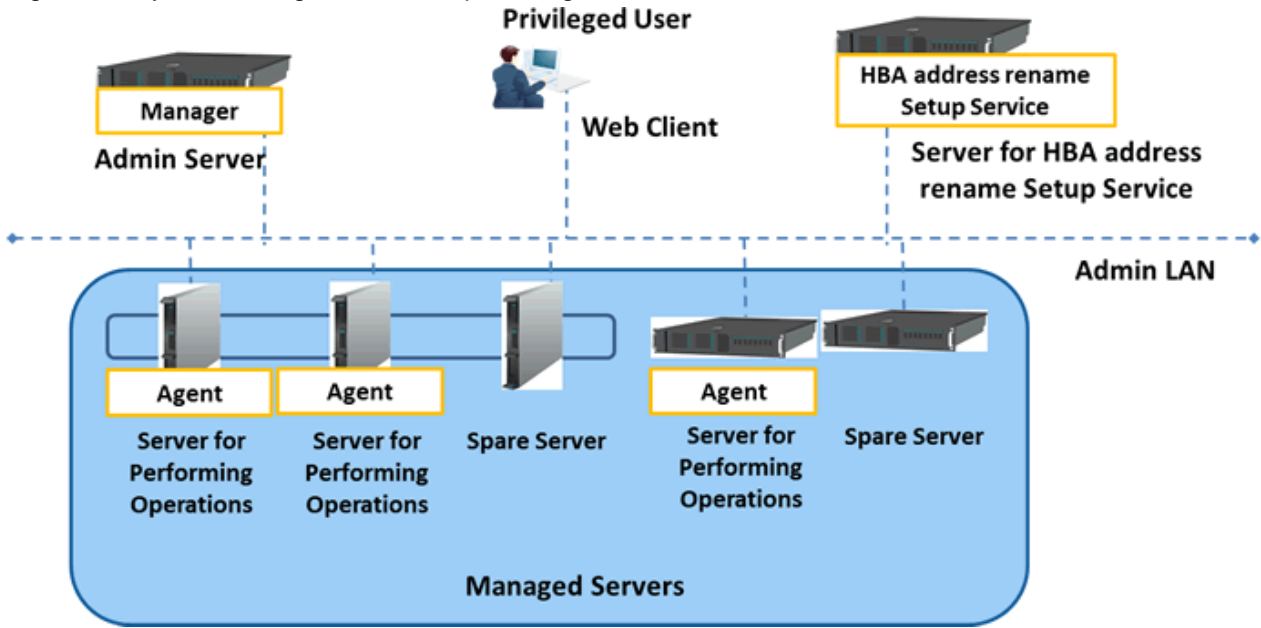 Privileged User
Manager
Admin Server
Web Client
HBA address rename
Setup Service
Server for HBA address
rename Setup Service
Admin LAN
Agent
Server for
Performing
Operations
Agent
Server for
Performing
Operations
Spare Server
Agent
Server for
Performing
Operations
Spare Server
Managed Servers